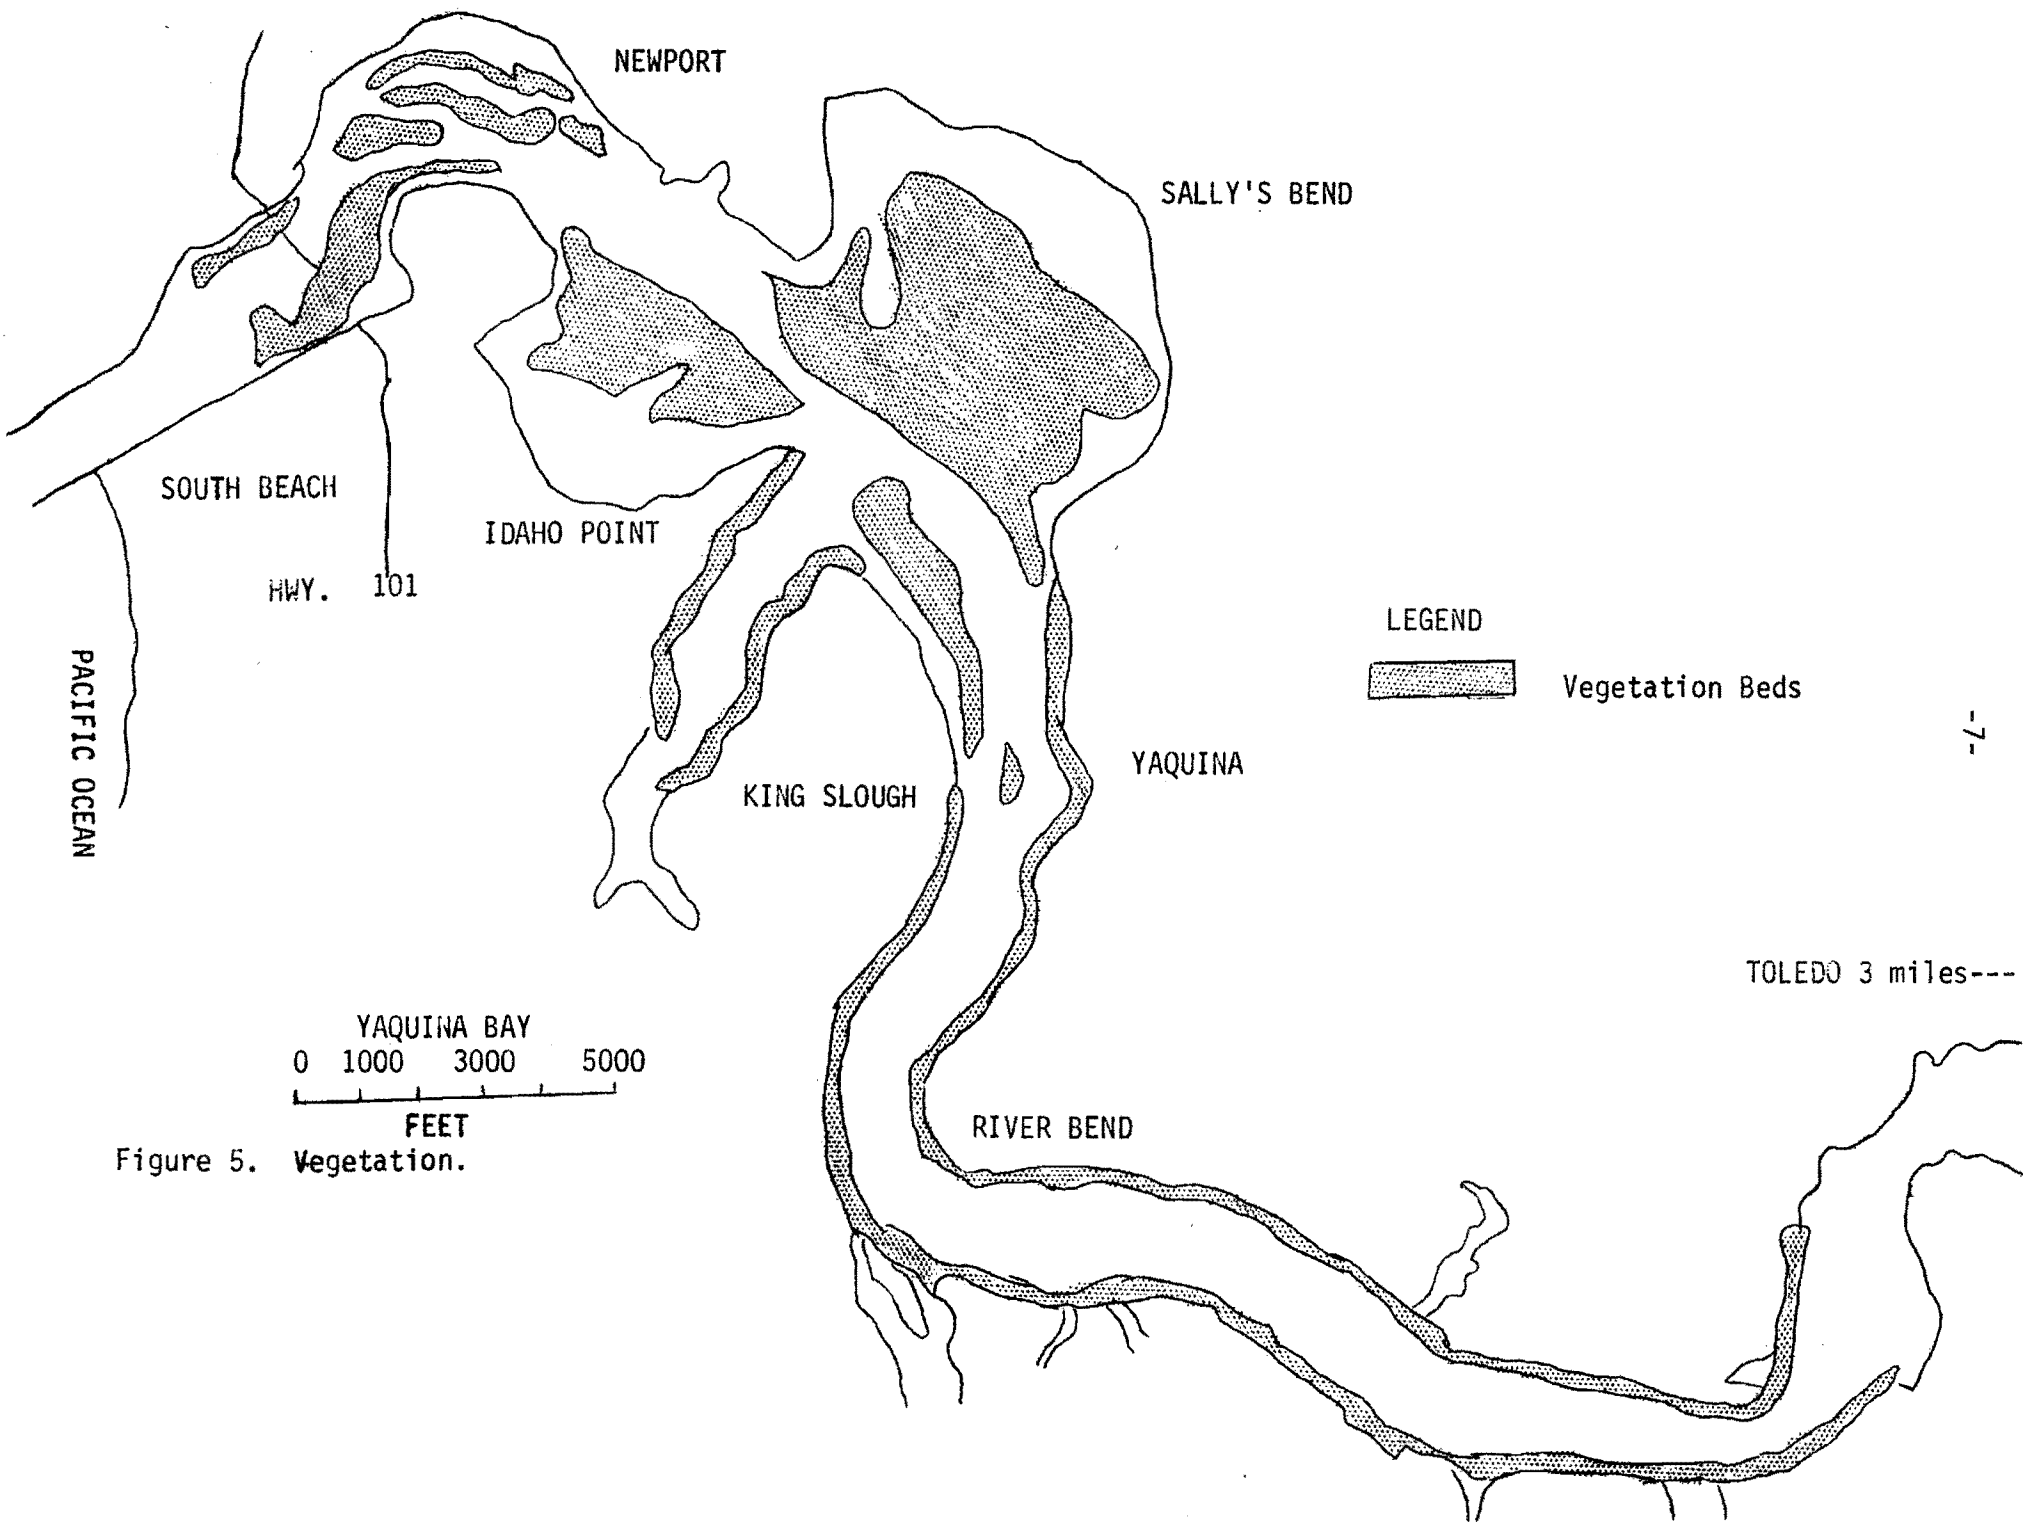 NEWPORT
SALLY'S BEND
SOUTH BEACH
IDAHO POINT
HWY. 101
PACIFIC OCEAN
LEGEND
Vegetation Beds
-7-
YAQUINA
KING SLOUGH
TOLEDO 3 miles---
YAQUINA BAY
0 1000 3000 5000
FEET
RIVER BEND
Figure 5. Vegetation.